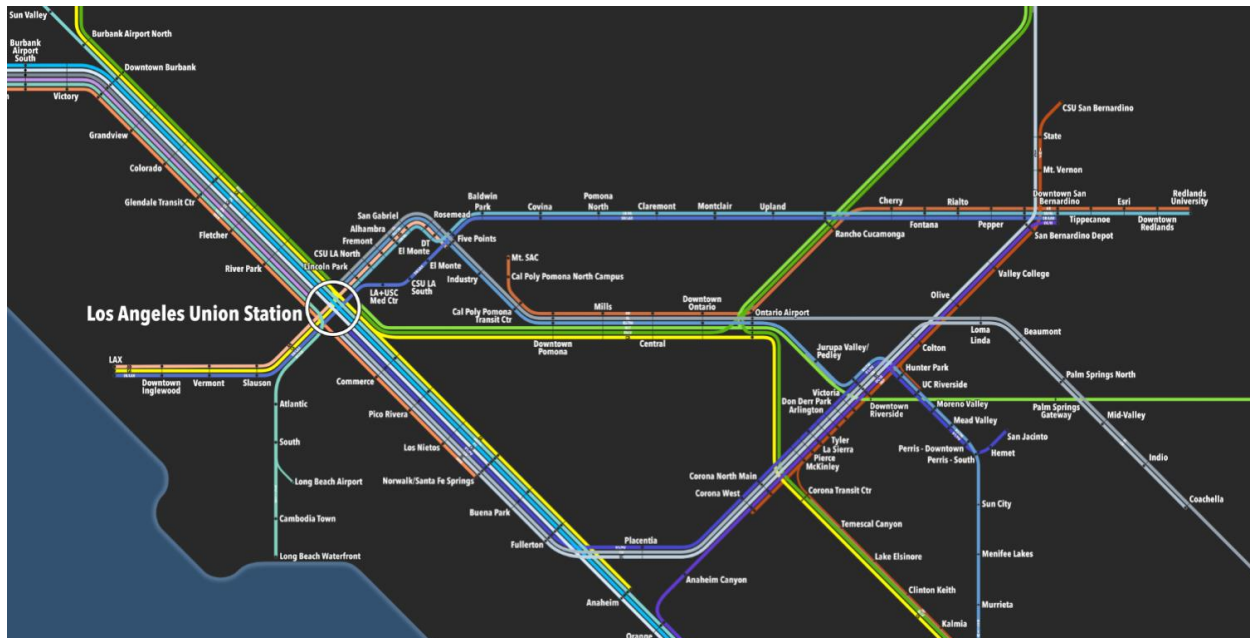 Sun Valley
Burbank Airport North
Burbank
Airport
South
Downtown Burbank
Victory
Grandview
Colorado
Glendale Transit Ctr
Fletcher
River Park
Los Angeles Union Station
LAX
Downtown
Inglewood
Vermont
Slauson
Atlantic
South
Long Beach Airport
Cambodia Town
Long Beach Waterfront
San Gabriel
Alhambra
Fremont
CSU LA North
Lincoln Park
DT
El Monte
Rosemead
Baldwin
Park
Five Points
El Monte
CSU LA
South
LA+USC
Med Ctr
Industry
Covina
Pomona
North
Claremont
Montclair
Upland
Mt. SAC
Cal Poly Pomona North Campus
Cal Poly Pomona
Transit Ctr
Mills
Downtown
Ontario
Ontario Airport
Downtown
Pomona
Central
Rancho Cucamonga
Cherry
Rialto
Fontana
Pepper
CSU San Bernardino
State
Mt. Vernon
Downtown San
Bernardino
Esri
Redlands
University
Tippecanoe
Downtown
Redlands
San Bernardino Depot
Valley College
Olive
Loma
Linda
Beaumont
Colton
Hunter Park
UC Riverside
Palm Springs North
Jurupa Valley/
Pedley
Victoria
Don Derr Park
Arlington
Downtown
Riverside
Moreno Valley
Mead Valley
Palm Springs
Gateway
Mid-Valley
San Jacinto
Hemet
Perris - Downtown
Perris - South
Indio
Coachella
Tyler
La Sierra
Pierce
McKinley
Corona North Main
Corona West
Corona Transit Ctr
Temescal Canyon
Lake Elsinore
Clinton Keith
Kalmia
Sun City
Menifee Lakes
Murrieta
Commerce
Pico Rivera
Los Nietos
Norwalk/Santa Fe Springs
Buena Park
Fullerton
Placentia
Anaheim Canyon
Anaheim
Orange